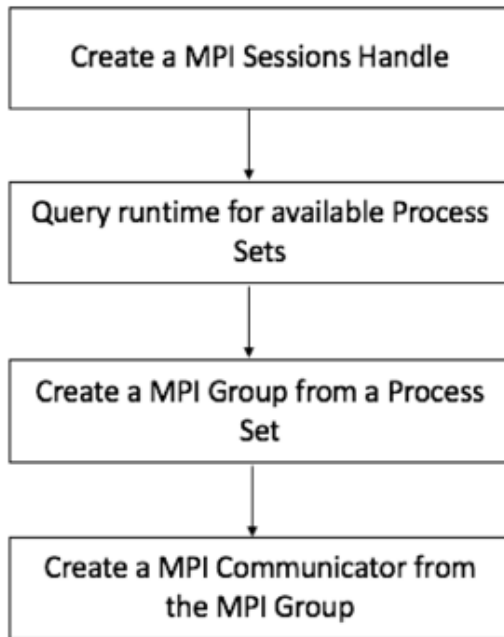 Create a MPI Sessions Handle
Query runtime for available Process
Sets
Create a MPI Group from a Process
Set
Create a MPI Communicator from
the MPI Group